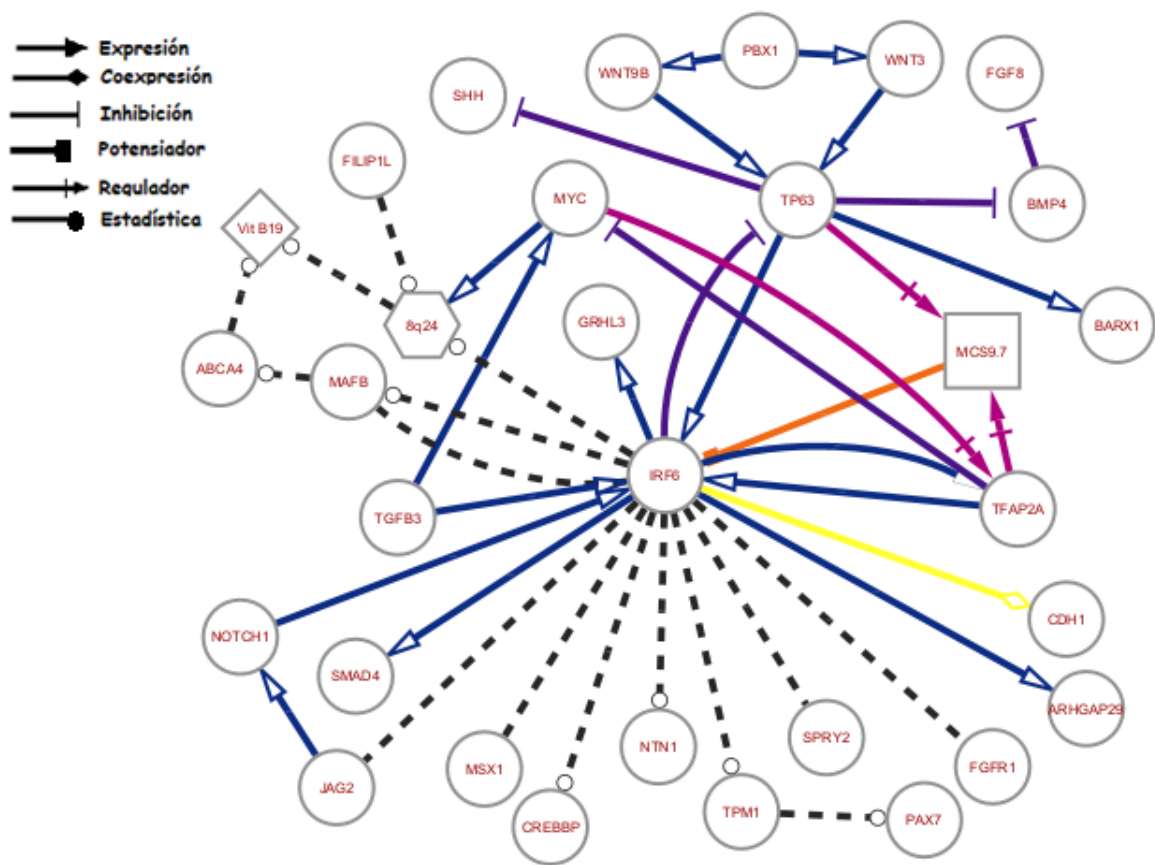 Expresión
Coexpresión
Inhibición
Potensiador
Regulador
Estadística
PBX1
WNT9B
WNT3
FGF8
SHH
FILIP1L
MYC
TP63
BMP4
Vit B19
8q24
GRHL3
BARX1
MCS9.7
ABCA4
MAFB
IRF6
TGFB3
TFAP2A
CDH1
NOTCH1
SMAD4
ARHGAP29
NTN1
SPRY2
MSX1
FGFR1
JAG2
TPM1
PAX7
CREBBP